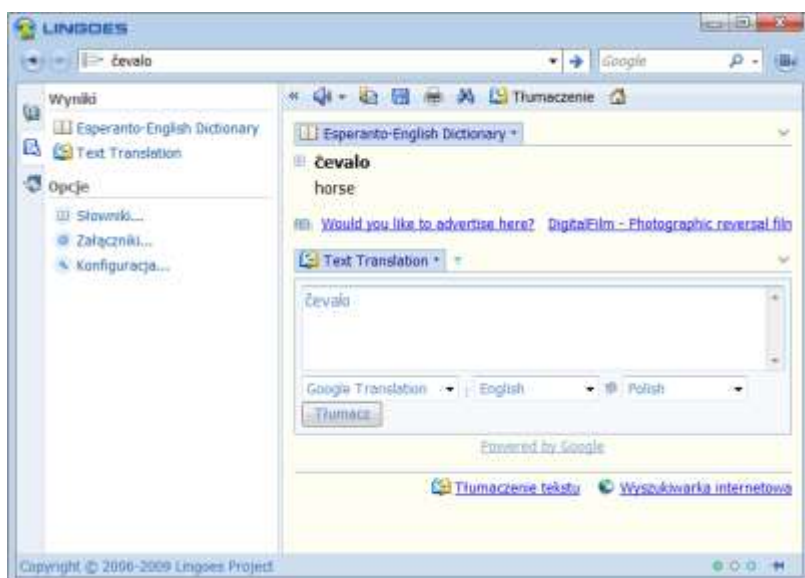 LINGOES
čevalo
Google
Wyniki
Esperanto-English Dictionary
Text Translation
Opcje
Słowniki...
Załączniki...
Konfiguracja...
Tłumaczenie
Esperanto-English Dictionary
čevalo
horse
Would you like to advertise here? DigitalFilm - Photographic reversal film
Text Translation
čevalo
Google Translation
English
Polish
Tłumacz
Powered by Google
Tłumaczenie tekstu
Wyszukiwarka internetowa
Copyright © 2006-2009 Lingoes Project